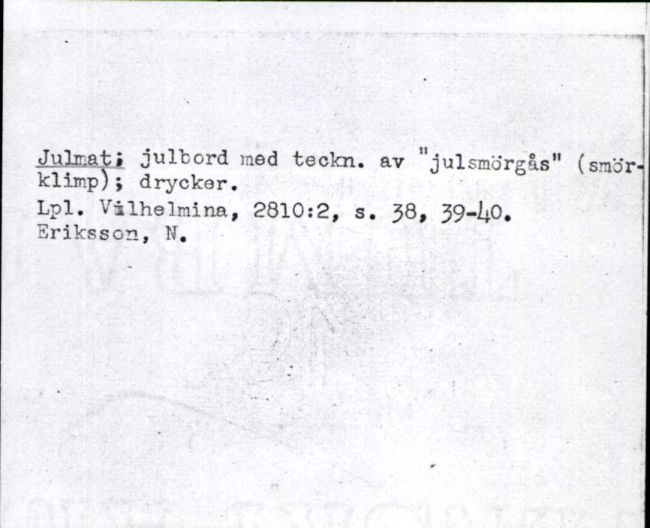 Julmat; julbord med teckn. av "julsmörgås" (smör-
klimp); drycker.
Lpl. Vilhelmina, 2810:2, s. 38, 39-40.
Eriksson, N.